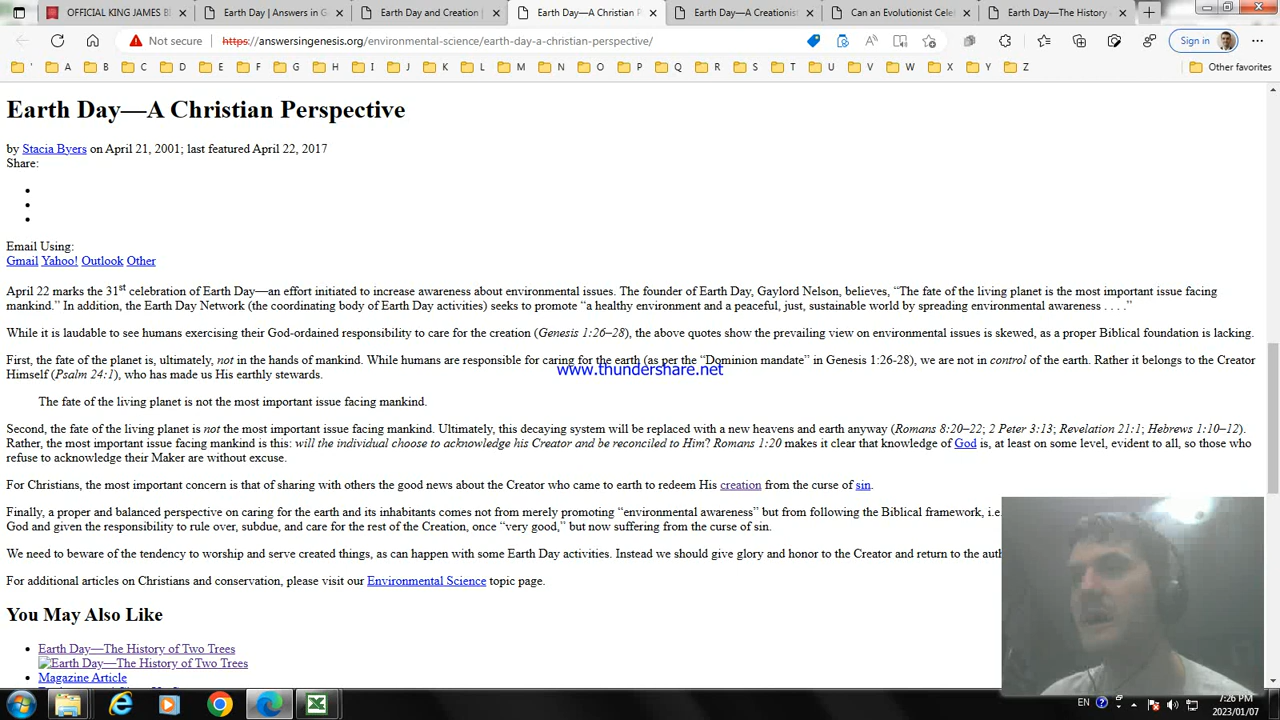 OFFICIAL KING JAMES BI
Earth Day | Answers in G
Earth Day and Creation |
Earth Day—A Christian P
Earth Day—A Creationist
Can an Evolutionist Cele
Earth Day—The History
Not secure
https://answersingenesis.org/environmental-science/earth-day-a-christian-perspective/
Sign in
' A B C D E F G H I J K L M N O P Q R S T U V W X Y Z Other favorites
Earth Day—A Christian Perspective
by Stacia Byers on April 21, 2001; last featured April 22, 2017
Share:
Email Using:
Gmail Yahoo! Outlook Other
April 22 marks the 31st celebration of Earth Day—an effort initiated to increase awareness about environmental issues. The founder of Earth Day, Gaylord Nelson, believes, “The fate of the living planet is the most important issue facing
mankind.” In addition, the Earth Day Network (the coordinating body of Earth Day activities) seeks to promote “a healthy environment and a peaceful, just, sustainable world by spreading environmental awareness . . . .”
While it is laudable to see humans exercising their God-ordained responsibility to care for the creation (Genesis 1:26–28), the above quotes show the prevailing view on environmental issues is skewed, as a proper Biblical foundation is lacking.
First, the fate of the planet is, ultimately, not in the hands of mankind. While humans are responsible for caring for the earth (as per the “Dominion mandate” in Genesis 1:26-28), we are not in control of the earth. Rather it belongs to the Creator
www.thundershare.net
Himself (Psalm 24:1), who has made us His earthly stewards.
The fate of the living planet is not the most important issue facing mankind.
Second, the fate of the living planet is not the most important issue facing mankind. Ultimately, this decaying system will be replaced with a new heavens and earth anyway (Romans 8:20–22; 2 Peter 3:13; Revelation 21:1; Hebrews 1:10–12).
Rather, the most important issue facing mankind is this: will the individual choose to acknowledge his Creator and be reconciled to Him? Romans 1:20 makes it clear that knowledge of God is, at least on some level, evident to all, so those who
refuse to acknowledge their Maker are without excuse.
For Christians, the most important concern is that of sharing with others the good news about the Creator who came to earth to redeem His creation from the curse of sin.
Finally, a proper and balanced perspective on caring for the earth and its inhabitants comes not from merely promoting “environmental awareness” but from following the Biblical framework, i.e.
God and given the responsibility to rule over, subdue, and care for the rest of the Creation, once “very good,” but now suffering from the curse of sin.
We need to beware of the tendency to worship and serve created things, as can happen with some Earth Day activities. Instead we should give glory and honor to the Creator and return to the auth
For additional articles on Christians and conservation, please visit our Environmental Science topic page.
You May Also Like
Earth Day—The History of Two Trees
Earth Day—The History of Two Trees
Magazine Article
EN
7:26 PM
2023/01/07